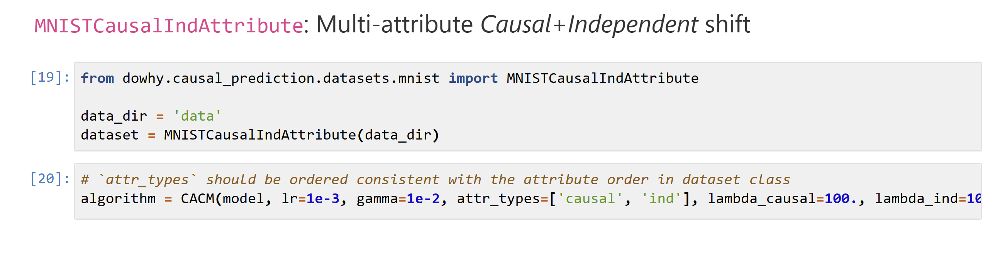 MNISTCausalIndAttribute: Multi-attribute Causal+Independent shift
[19]:
from dowhy.causal_prediction.datasets.mnist import MNISTCausalIndAttribute
data_dir = 'data'
dataset = MNISTCausalIndAttribute(data_dir)
[20]:
# `attr_types` should be ordered consistent with the attribute order in dataset class
algorithm = CACM(model, lr=1e-3, gamma=1e-2, attr_types=['causal', 'ind'], lambda_causal=100., lambda_ind=10